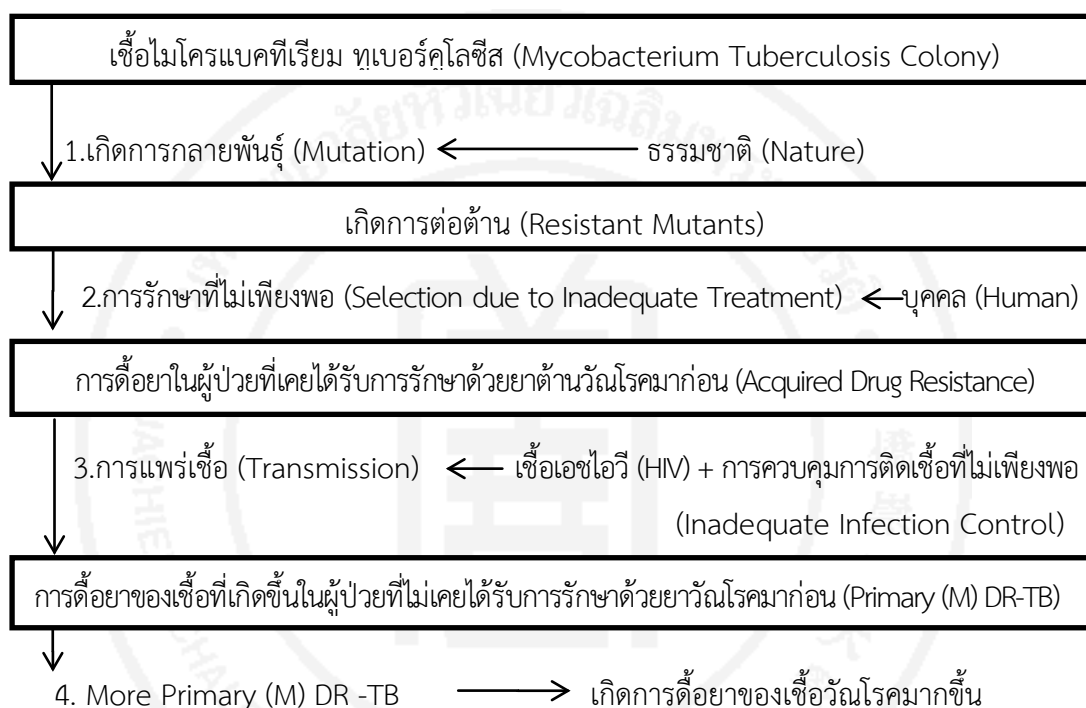 เชื้อไมโครแบคทีเรียม ทูเบอร์คูโลซีส (Mycobacterium Tuberculosis Colony)
1.เกิดการกลายพันธุ์ (Mutation) ธรรมชาติ (Nature)
เกิดการต่อต้าน (Resistant Mutants)
2.การรักษาที่ไม่เพียงพอ (Selection due to Inadequate Treatment) บุคคล (Human)
การดื้อยาในผู้ป่วยที่เคยได้รับการรักษาด้วยยาต้านวัณโรคมาก่อน (Acquired Drug Resistance)
3.การแพร่เชื้อ (Transmission) เชื้อเอชไอวี (HIV) + การควบคุมการติดเชื้อที่ไม่เพียงพอ
(Inadequate Infection Control)
การดื้อยาของเชื้อที่เกิดขึ้นในผู้ป่วยที่ไม่เคยได้รับการรักษาด้วยยาวัณโรคมาก่อน (Primary (M) DR-TB)
4. More Primary (M) DR -TB เกิดการดื้อยาของเชื้อวัณโรคมากขึ้น